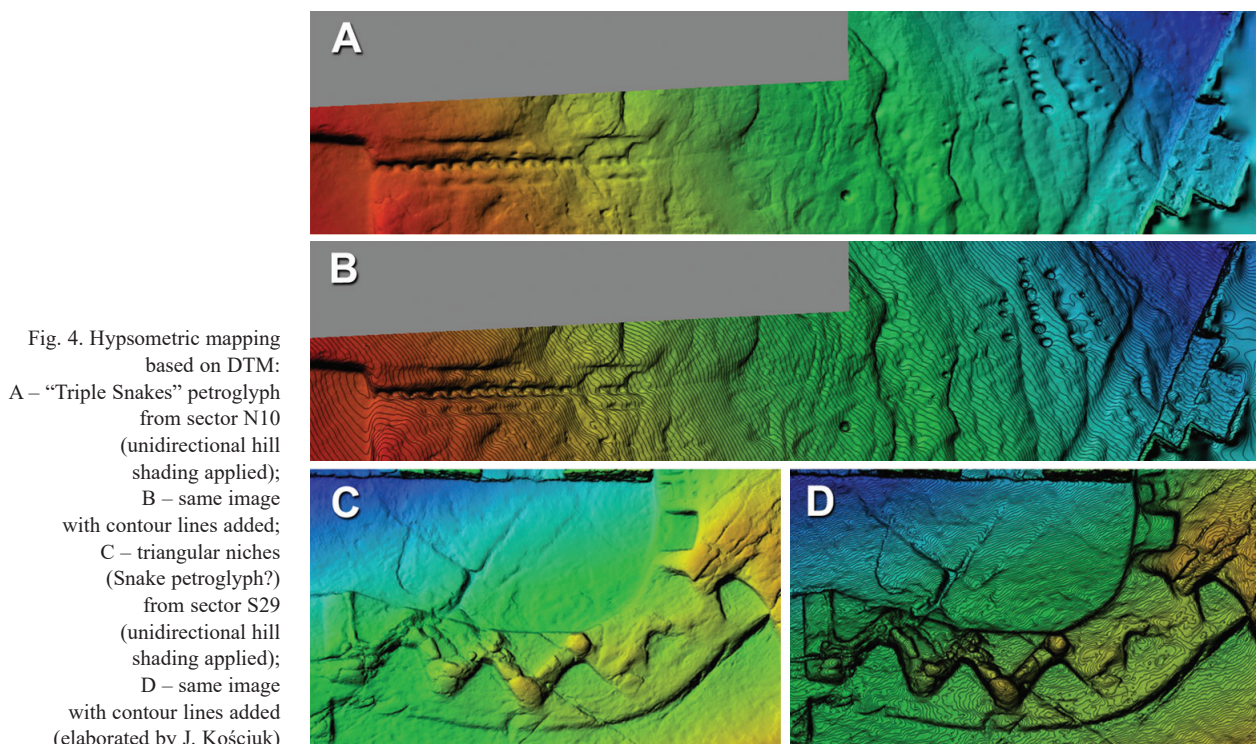 Fig. 4. Hypsometric mapping
based on DTM:
A – “Triple Snakes” petroglyph
from sector N10
(unidirectional hill
shading applied);
B – same image
with contour lines added;
C – triangular niches
(Snake petroglyph?)
from sector S29
(unidirectional hill
shading applied);
D – same image
with contour lines added
(elaborated by J. Kościuk)
A
B
C
D